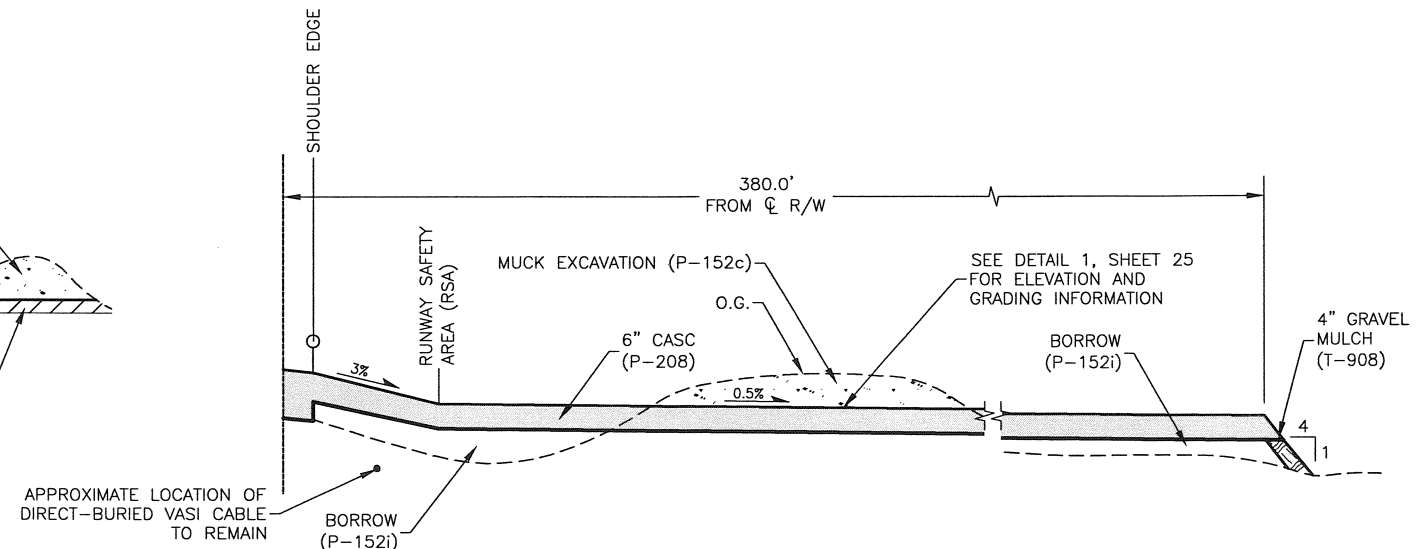 SHOULDER EDGE
380.0'
FROM ℄ R/W
RUNWAY SAFETY
AREA (RSA)
MUCK EXCAVATION (P-152c)
O.G.
SEE DETAIL 1, SHEET 25
FOR ELEVATION AND
GRADING INFORMATION
4" GRAVEL
MULCH
(T-908)
6" CASC
(P-208)
BORROW
(P-152i)
3%
0.5%
4
1
APPROXIMATE LOCATION OF
DIRECT-BURIED VASI CABLE
TO REMAIN
BORROW
(P-152i)